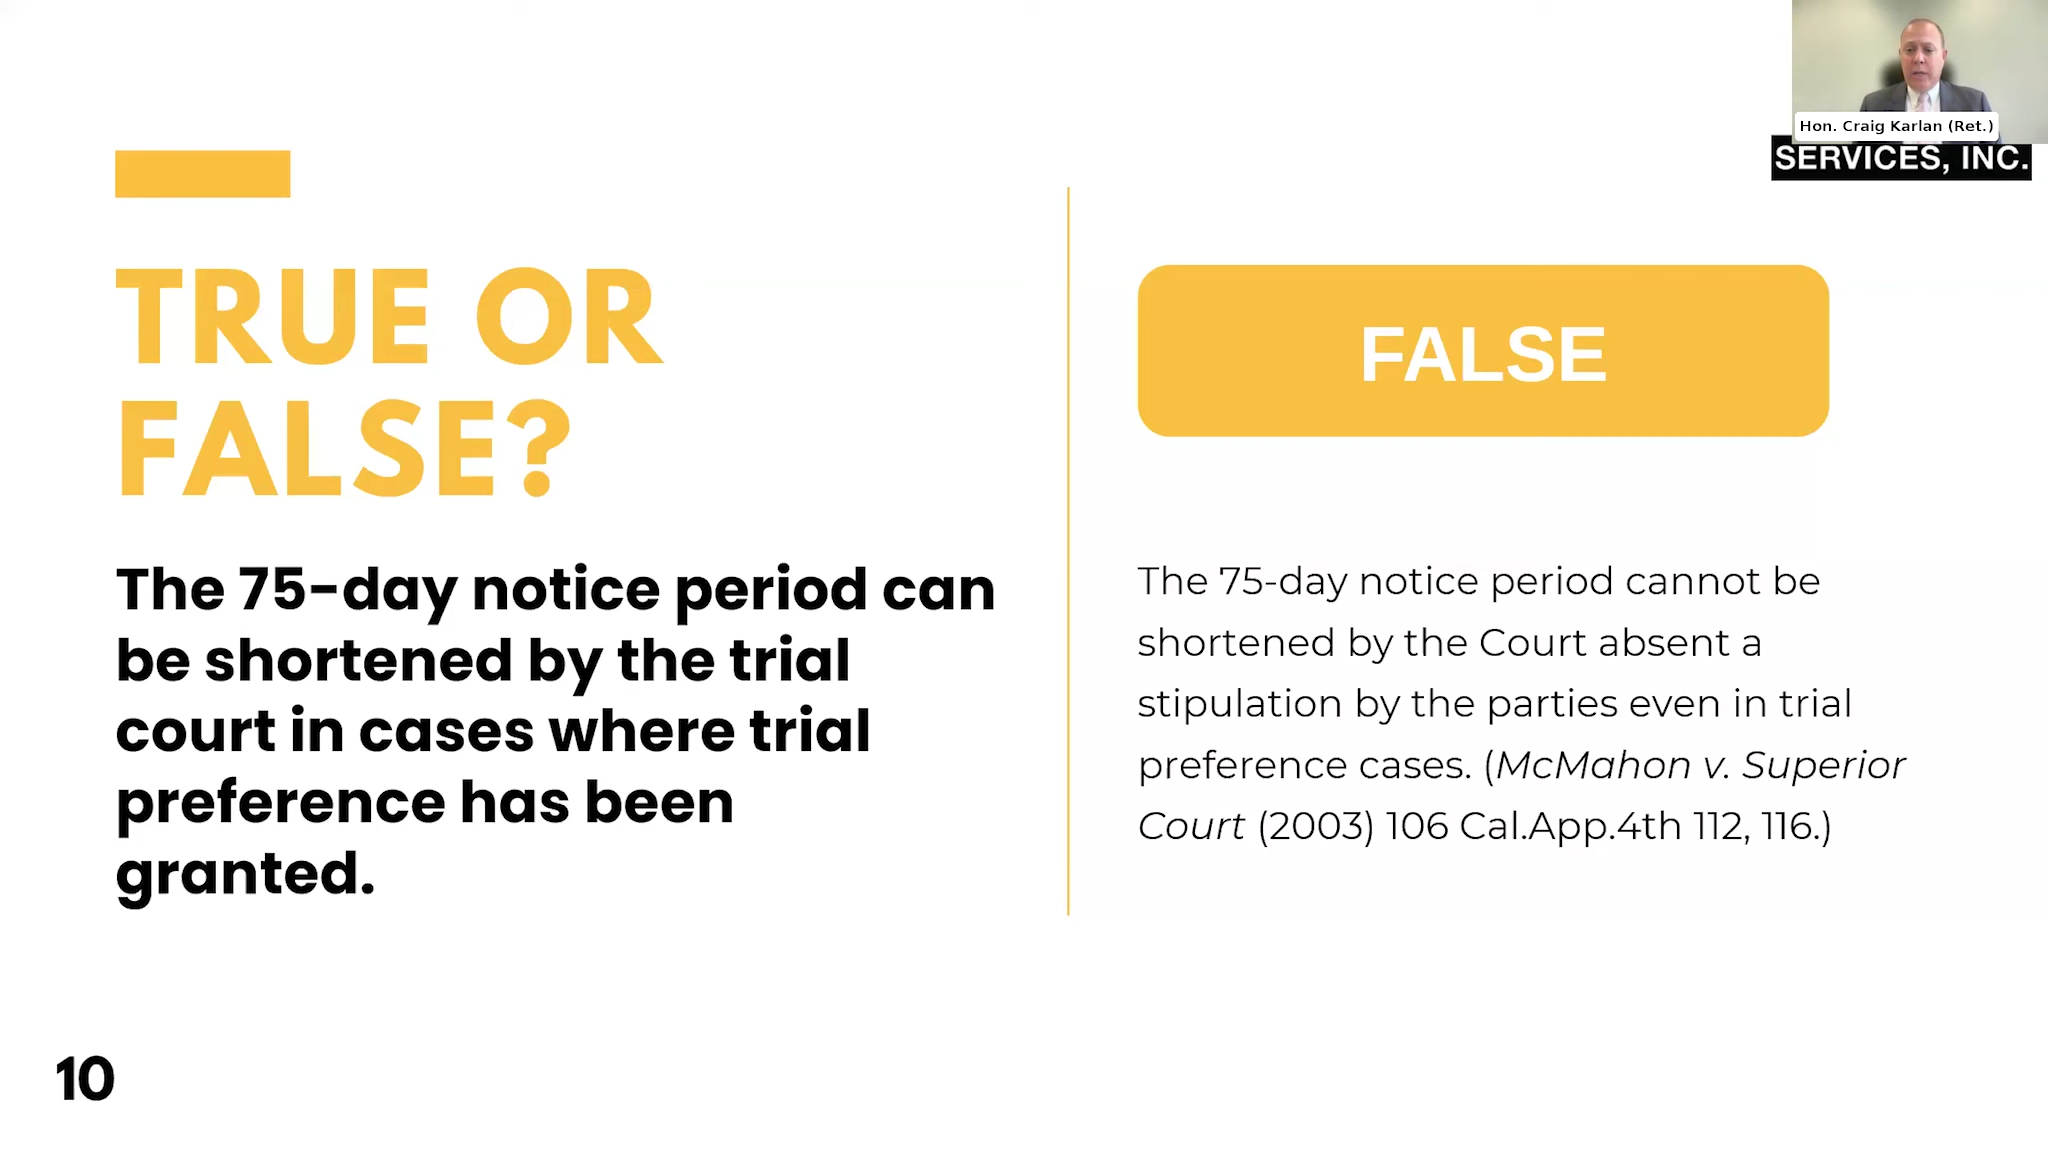 Hon. Craig Karlan (Ret.)
SERVICES, INC.
TRUE OR
FALSE?
The 75-day notice period can
be shortened by the trial
court in cases where trial
preference has been
granted.
FALSE
The 75-day notice period cannot be
shortened by the Court absent a
stipulation by the parties even in trial
preference cases. (McMahon v. Superior
Court (2003) 106 Cal.App.4th 112, 116.)
10